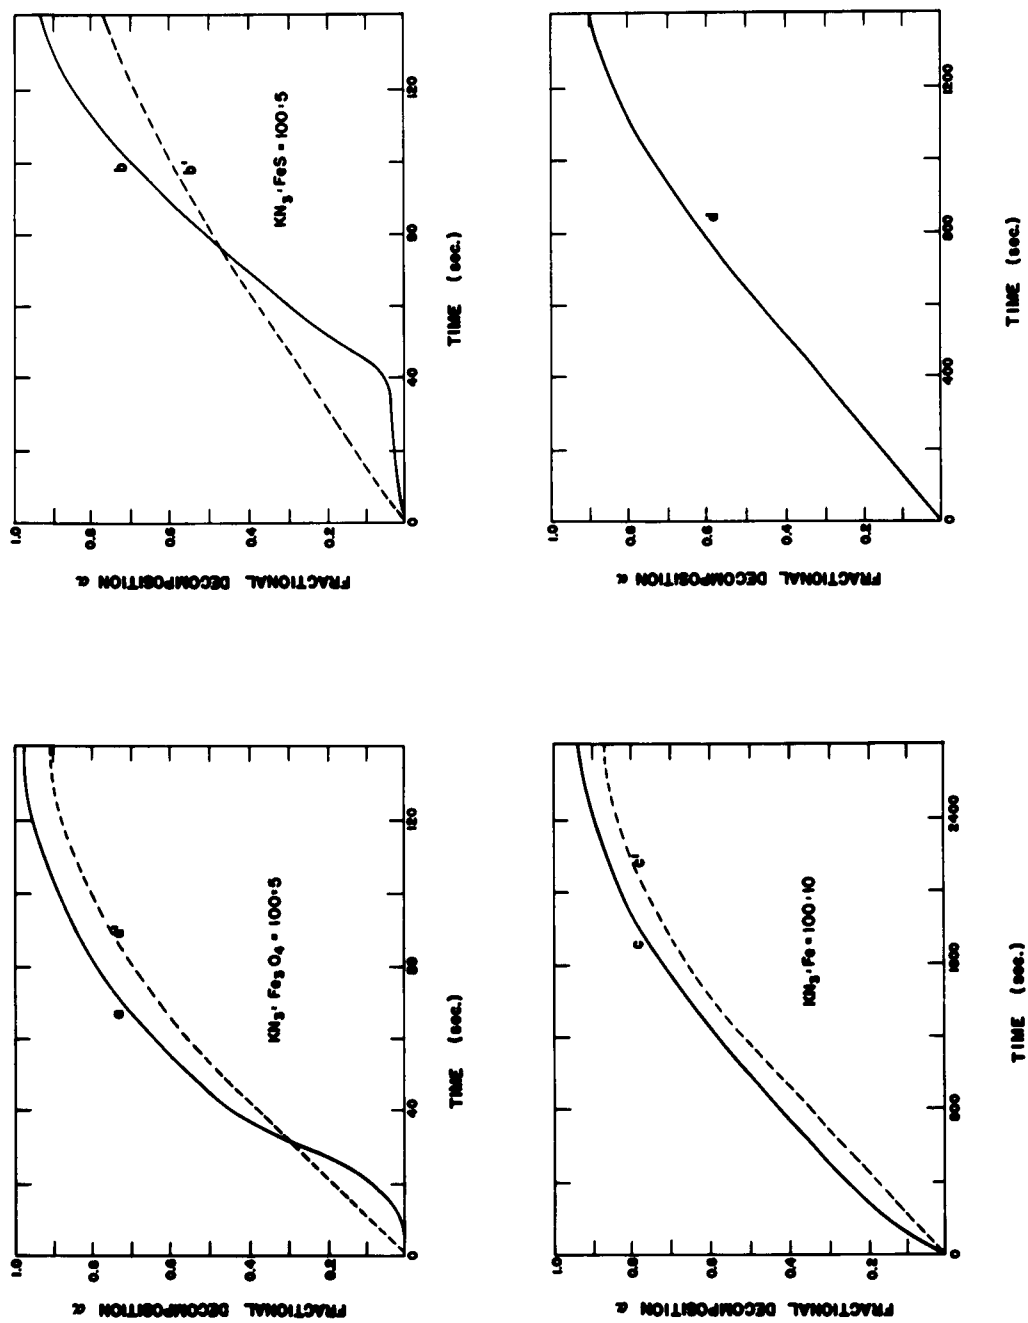 1.0
0.8
0.6
0.4
0.2
0
40
80
120
a
a'
KN₃:Fe₃O₄ = 100:5
FRACTIONAL DECOMPOSITION α
TIME (sec.)
1.0
0.8
0.6
0.4
0.2
0
40
80
120
b
b'
KN₃:FeS = 100:5
FRACTIONAL DECOMPOSITION α
TIME (sec.)
1.0
0.8
0.6
0.4
0.2
0
800
1600
2400
c
c'
KN₃:Fe = 100:10
FRACTIONAL DECOMPOSITION α
TIME (sec.)
1.0
0.8
0.6
0.4
0.2
0
400
800
1200
d
FRACTIONAL DECOMPOSITION α
TIME (sec.)